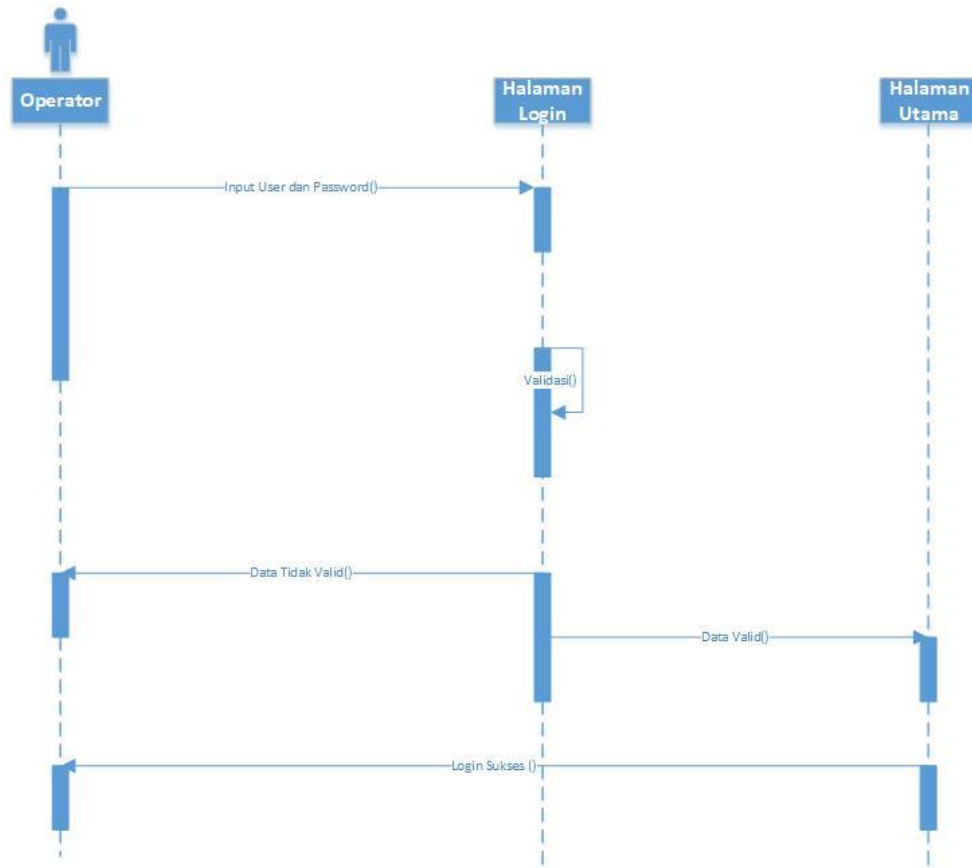 Operator
Halaman
Login
Halaman
Utama
Input User dan Password()
Validasi()
Data Tidak Valid()
Data Valid()
Login Sukses ()